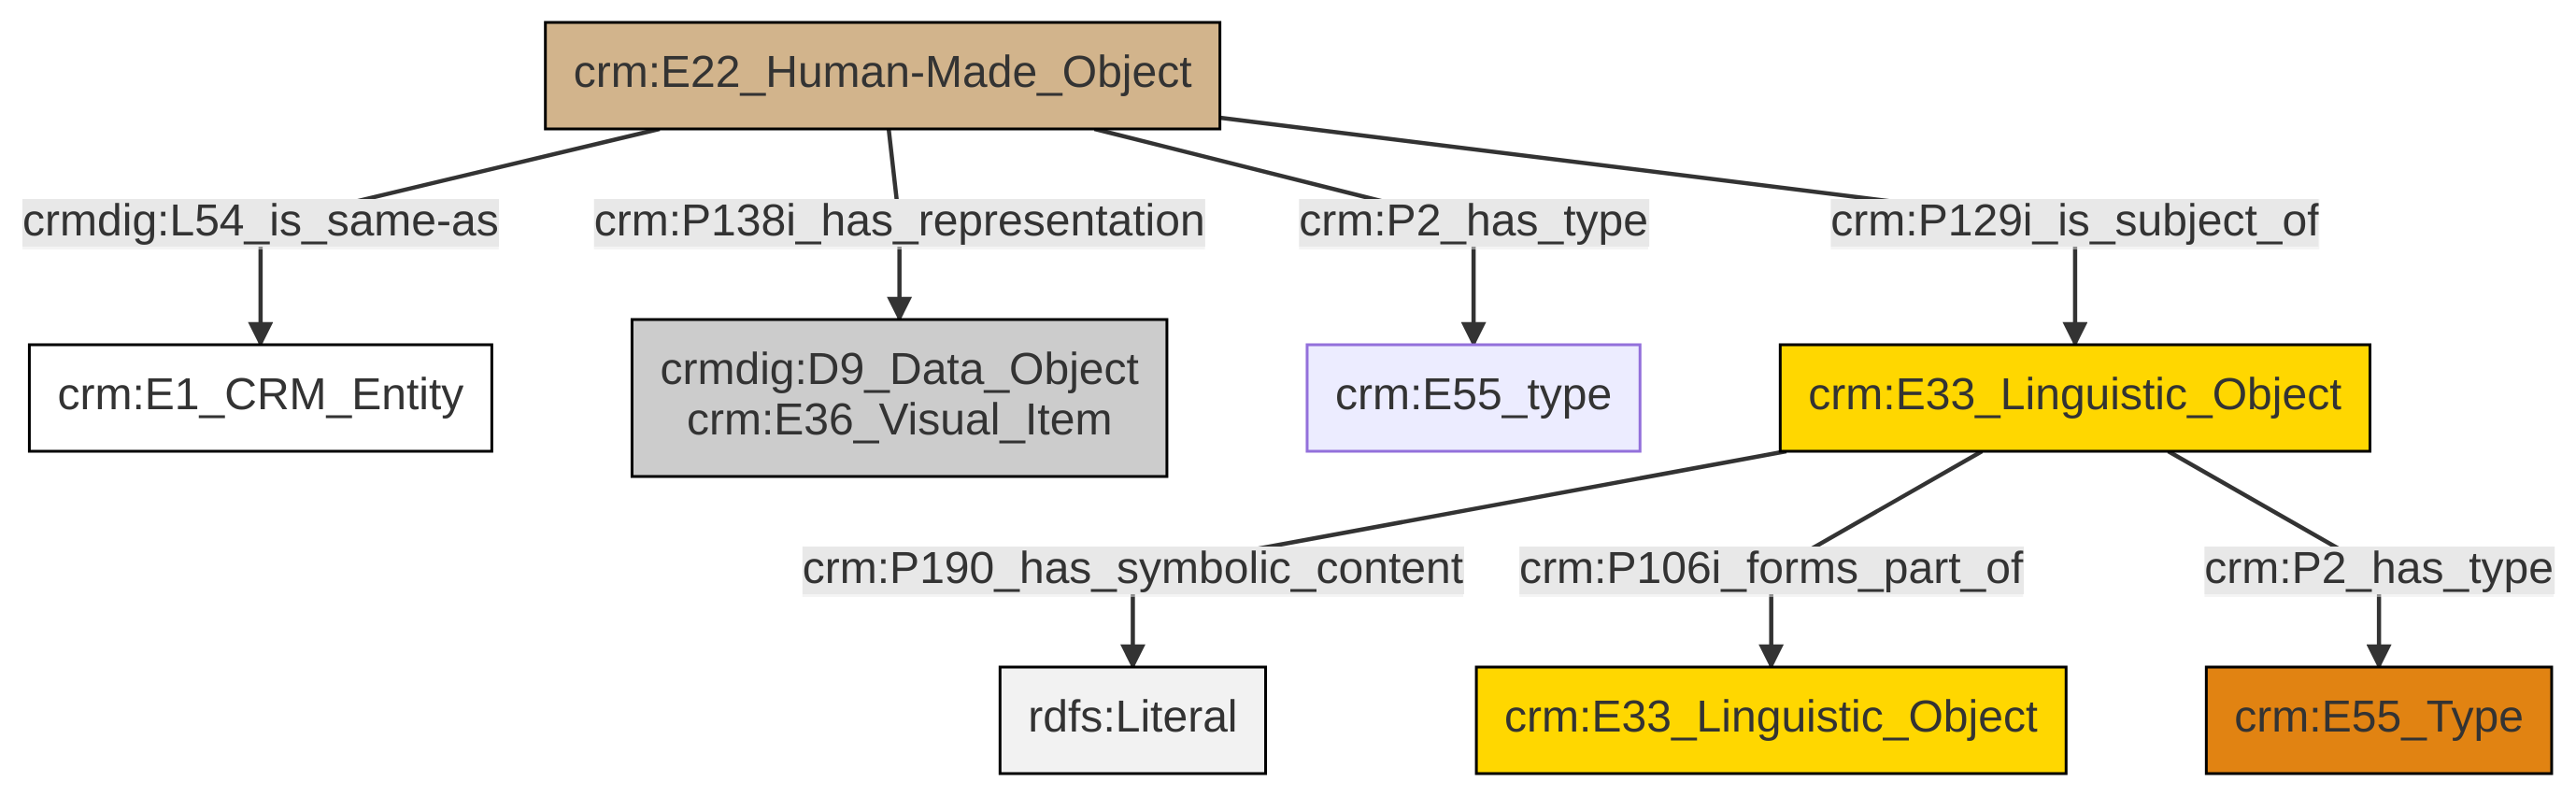 crm:E22_Human-Made_Object
crmdig:L54_is_same-as
crm:P138i_has_representation
crm:P2_has_type
crm:P129i_is_subject_of
crm:E1_CRM_Entity
crmdig:D9_Data_Object
crm:E36_Visual_Item
crm:E55_type
crm:E33_Linguistic_Object
crm:P190_has_symbolic_content
crm:P106i_forms_part_of
crm:P2_has_type
rdfs:Literal
crm:E33_Linguistic_Object
crm:E55_Type